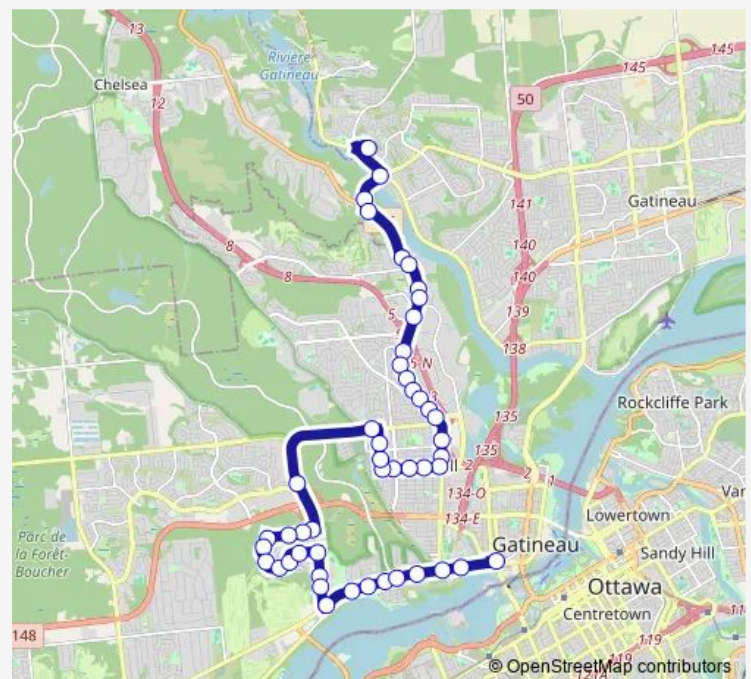 13
145
145
Rivière
Gatineau
Chelsea
50
12
141
Gatineau
8
140
8
140
5
139
138
5 N
3
Rockcliffe Park
135
135
2
2
1
134-O
Lowertown
134-E
Parc de
la Forêt-
Boucher
Gatineau
Sandy Hill
Ottawa
Centretown
148
119
119
© OpenStreetMap contributors